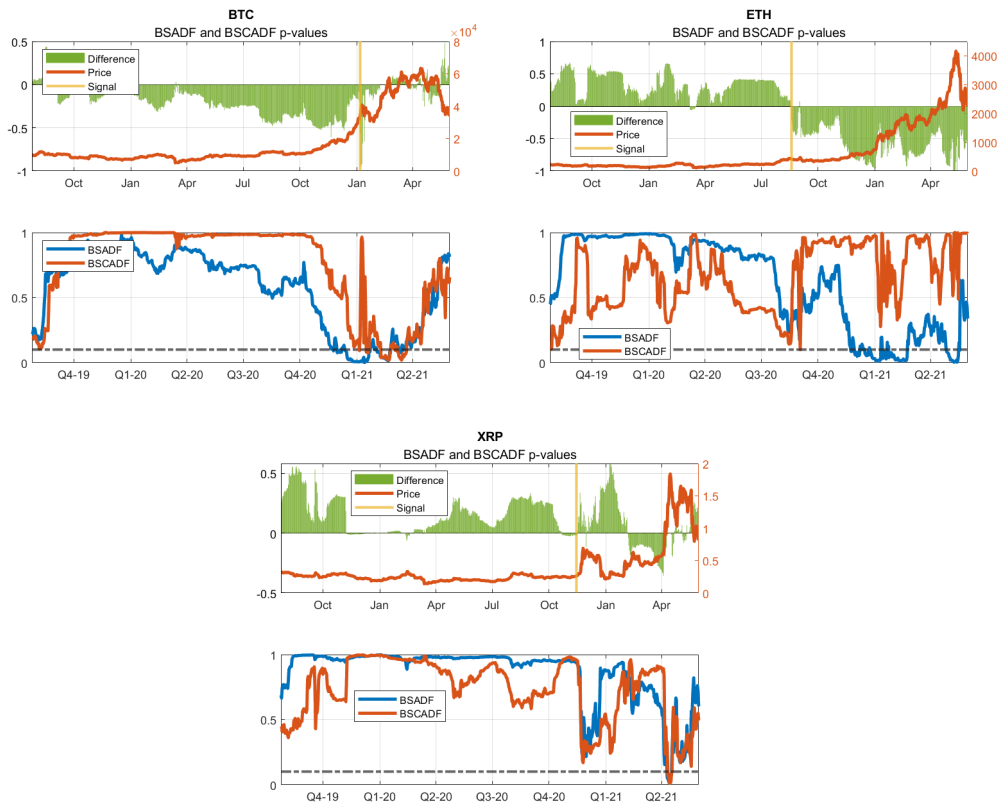 BTC
BSADF and BSCADF p-values
0.5
0
-0.5
-1
×10^4
8
6
4
2
0
Difference
Price
Signal
Oct Jan Apr Jul Oct Jan Apr
1
0.5
0
BSADF
BSCADF
Q4-19 Q1-20 Q2-20 Q3-20 Q4-20 Q1-21 Q2-21
ETH
BSADF and BSCADF p-values
1
0.5
0
-0.5
-1
4000
3000
2000
1000
0
Difference
Price
Signal
Oct Jan Apr Jul Oct Jan Apr
1
0.5
0
BSADF
BSCADF
Q4-19 Q1-20 Q2-20 Q3-20 Q4-20 Q1-21 Q2-21
XRP
BSADF and BSCADF p-values
0.5
0
-0.5
2
1.5
1
0.5
0
Difference
Price
Signal
Oct Jan Apr Jul Oct Jan Apr
1
0.5
0
BSADF
BSCADF
Q4-19 Q1-20 Q2-20 Q3-20 Q4-20 Q1-21 Q2-21